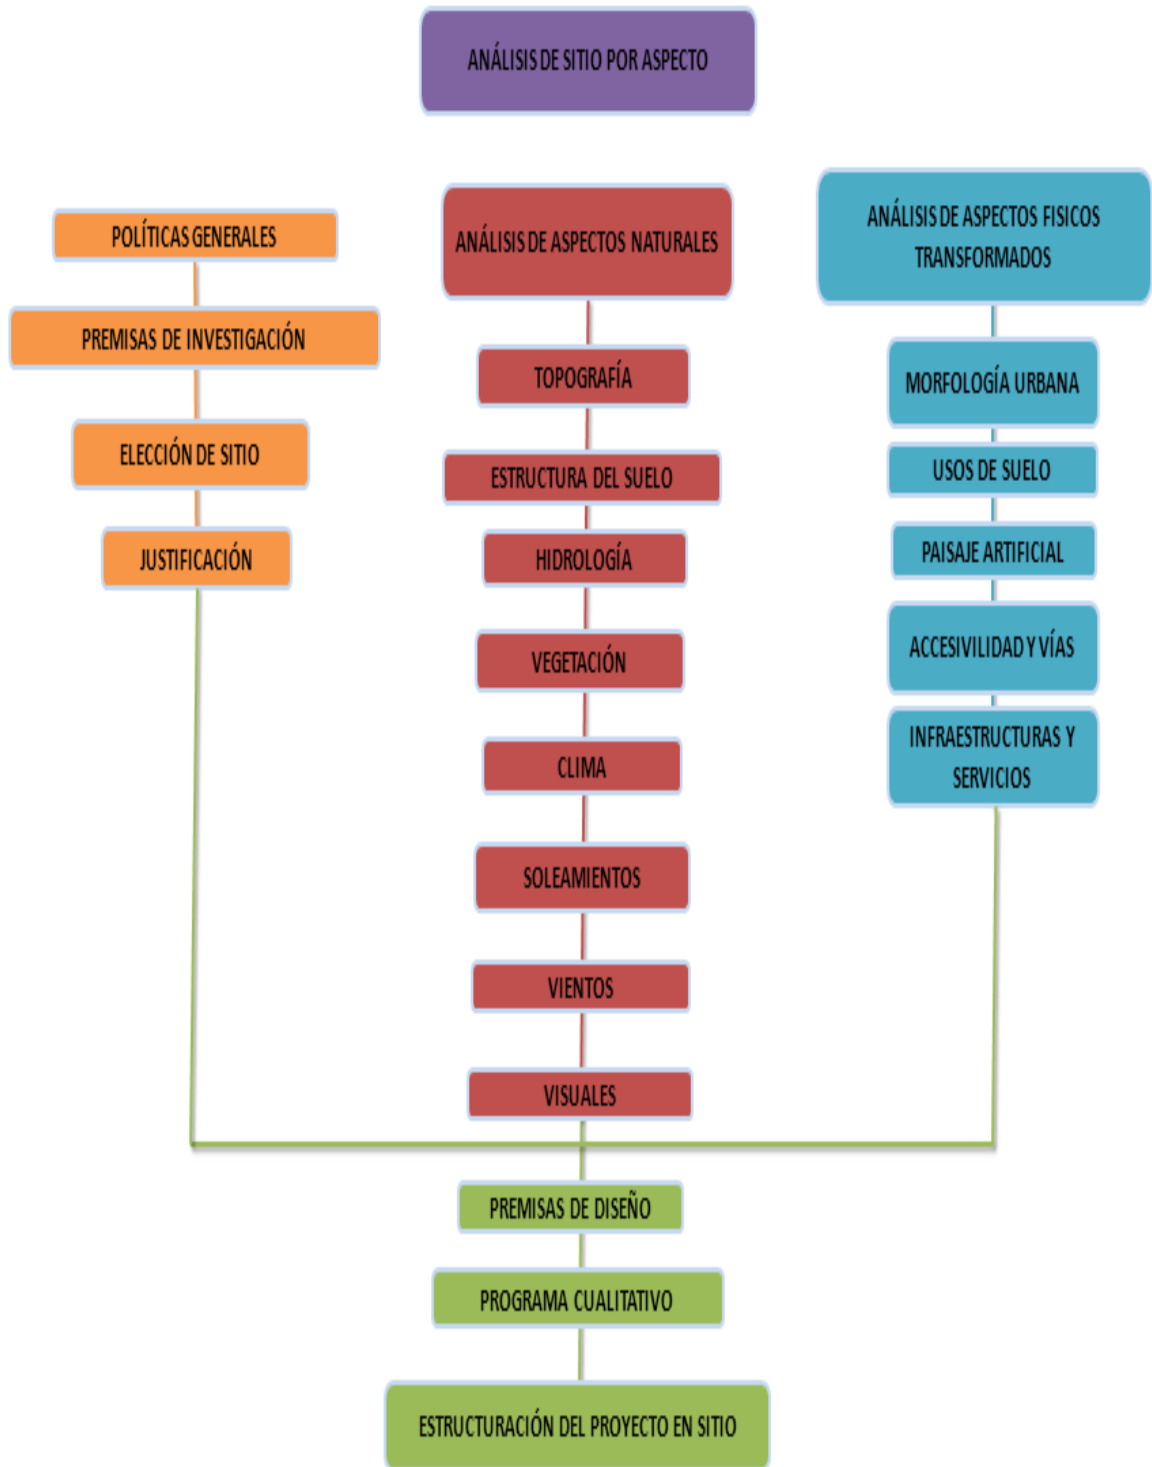 ANÁLISIS DE SITIO POR ASPECTO
POLÍTICAS GENERALES
PREMISAS DE INVESTIGACIÓN
ELECCIÓN DE SITIO
JUSTIFICACIÓN
ANÁLISIS DE ASPECTOS NATURALES
TOPOGRAFÍA
ESTRUCTURA DEL SUELO
HIDROLOGÍA
VEGETACIÓN
CLIMA
SOLEAMIENTOS
VIENTOS
VISUALES
ANÁLISIS DE ASPECTOS FISICOS
TRANSFORMADOS
MORFOLOGÍA URBANA
USOS DE SUELO
PAISAJE ARTIFICIAL
ACCESIVILIDAD Y VÍAS
INFRAESTRUCTURAS Y
SERVICIOS
PREMISAS DE DISEÑO
PROGRAMA CUALITATIVO
ESTRUCTURACIÓN DEL PROYECTO EN SITIO